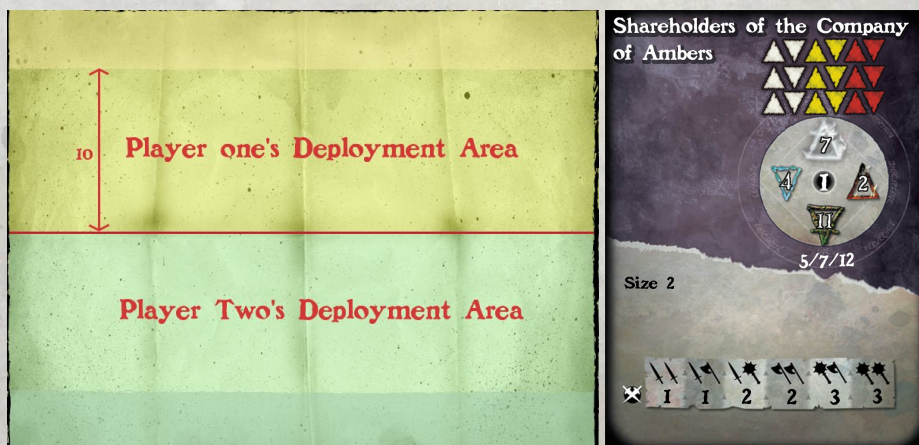 10
Player one's Deployment Area
Player Two's Deployment Area
Shareholders of the Company
of Ambers
7
4 1 2
11
5/7/12
Size 2
1 1 2 2 3 3